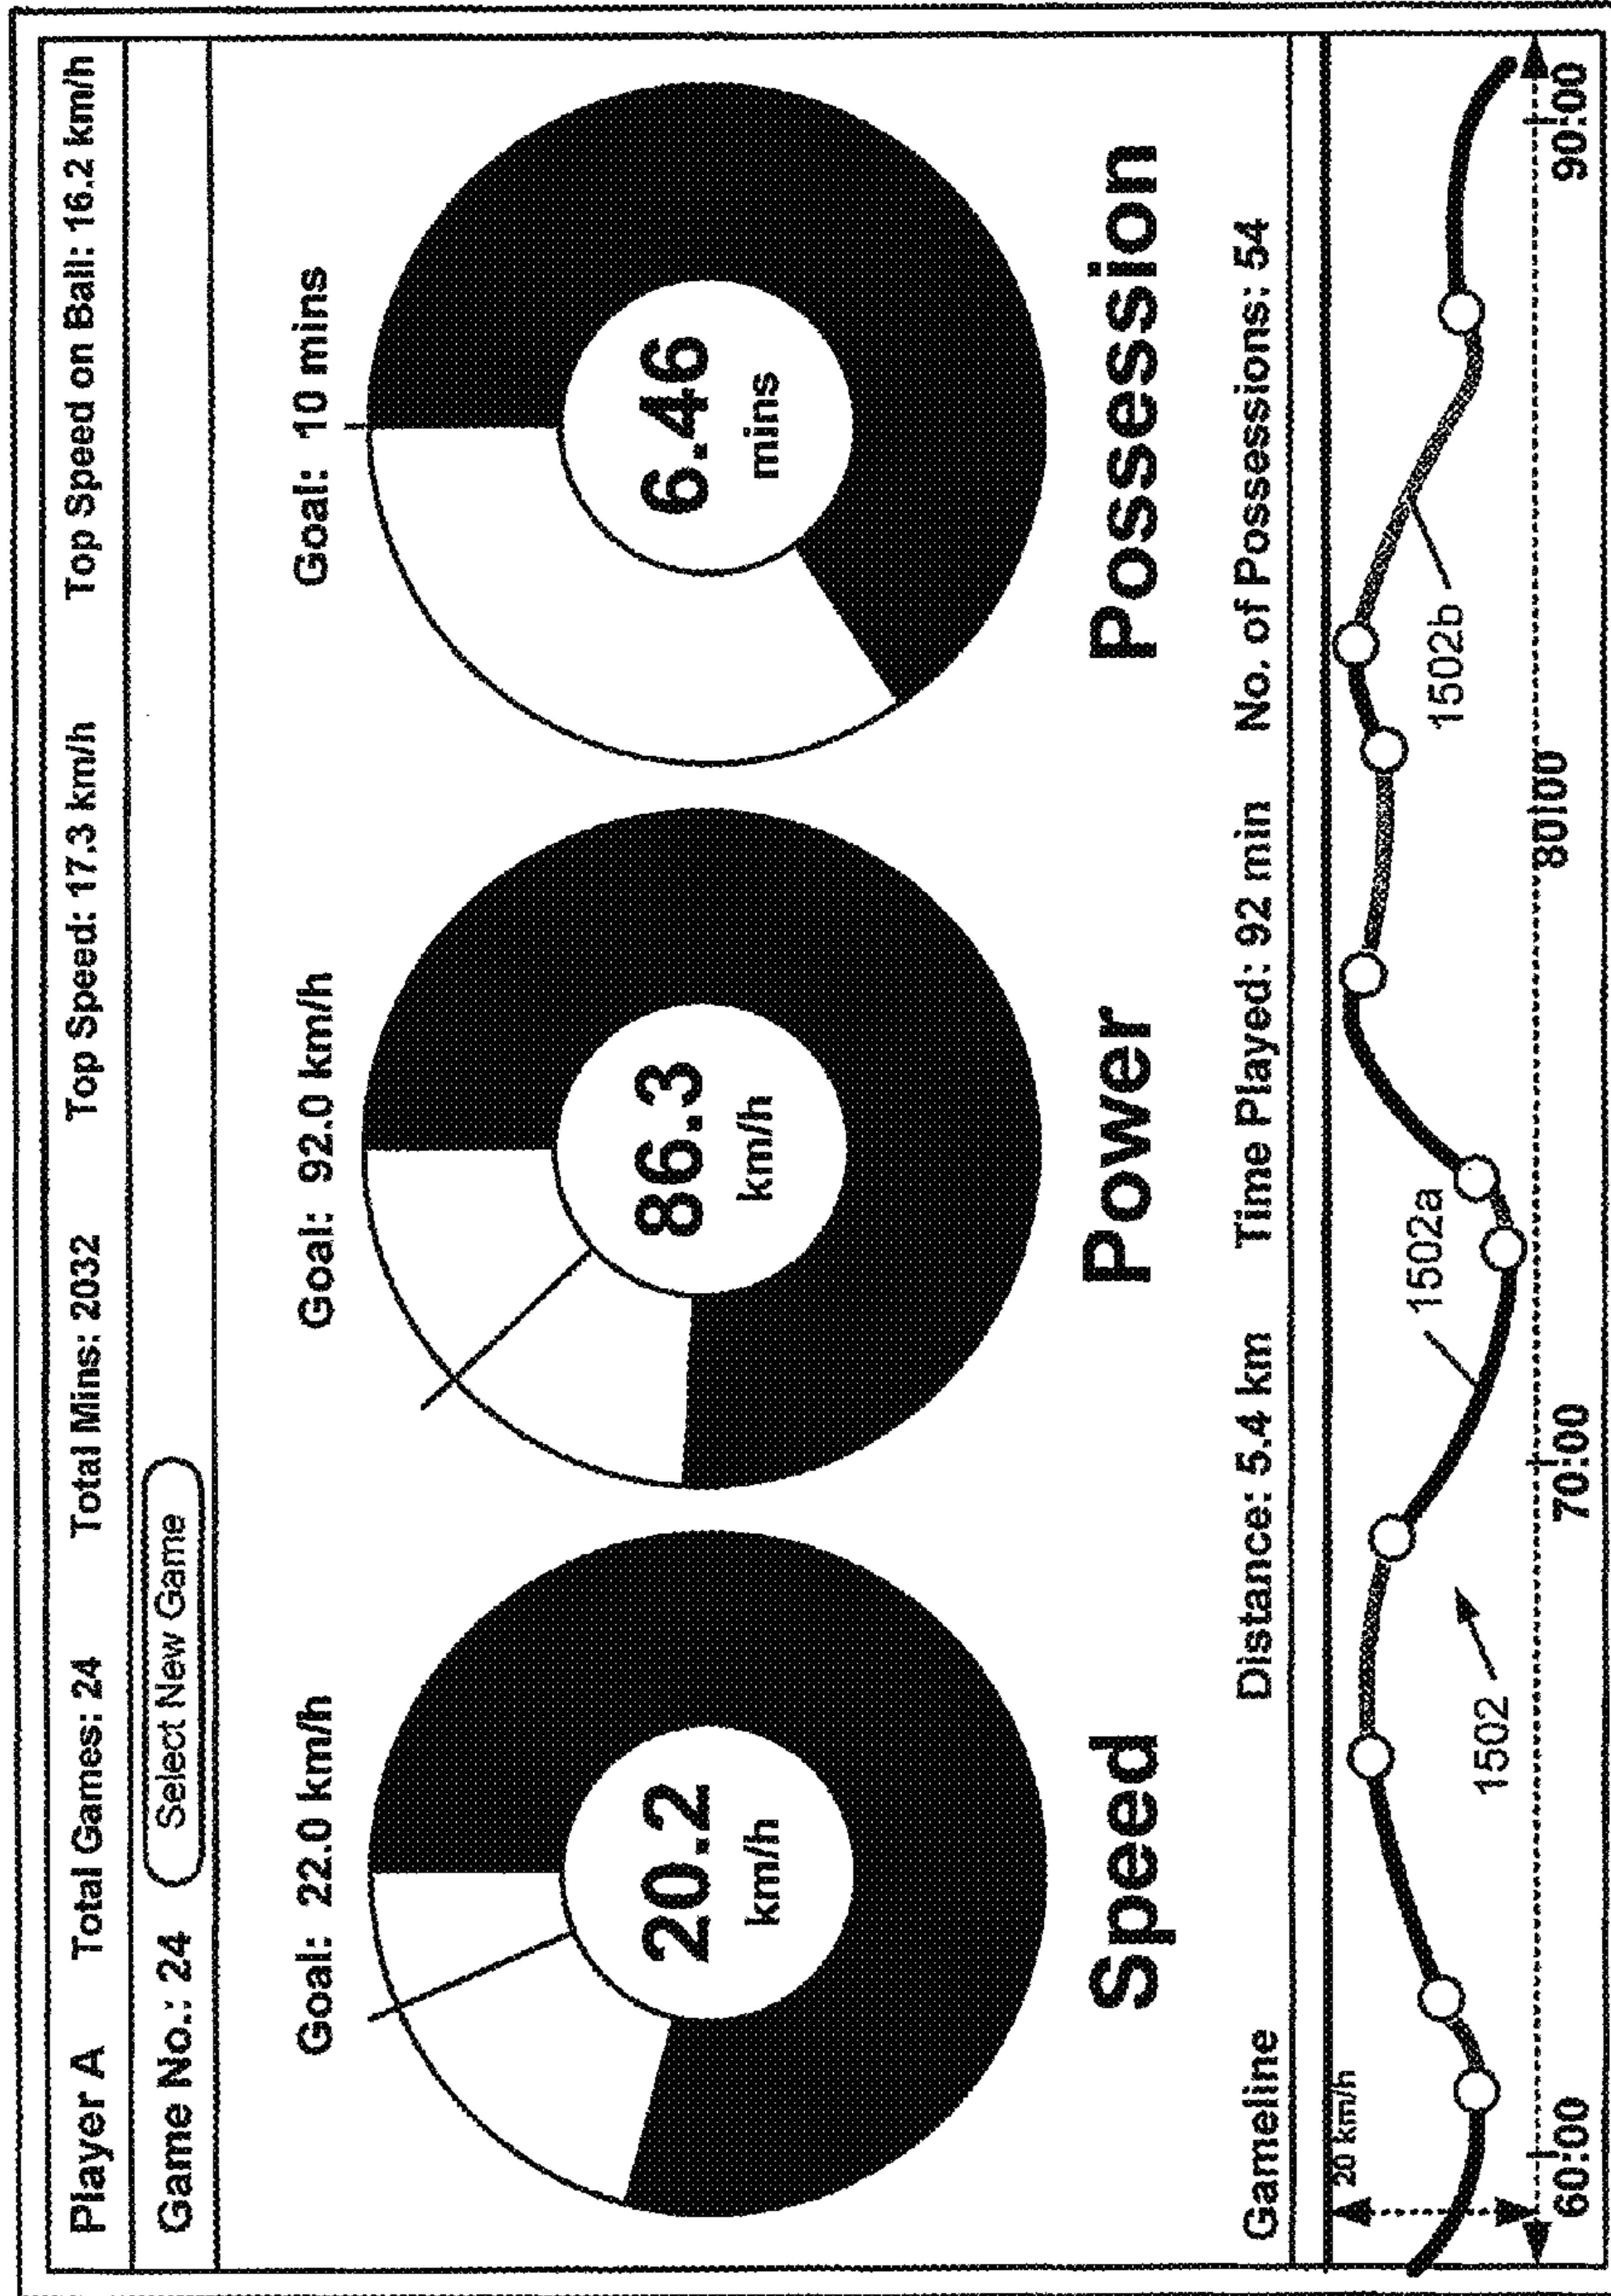 Player A Total Games: 24 Total Mins: 2032 Top Speed: 17.3 km/h Top Speed on Ball: 16.2 km/h
Game No.: 24 Select New Game
Goal: 22.0 km/h Goal: 92.0 km/h Goal: 10 mins
20.2 86.3 6.46
km/h km/h mins
Speed Power Possession
Gameline Distance: 5.4 km Time Played: 92 min No. of Possessions: 54
20 km/h
1502a 1502b
1502
60:00 70:00 80:00 90:00